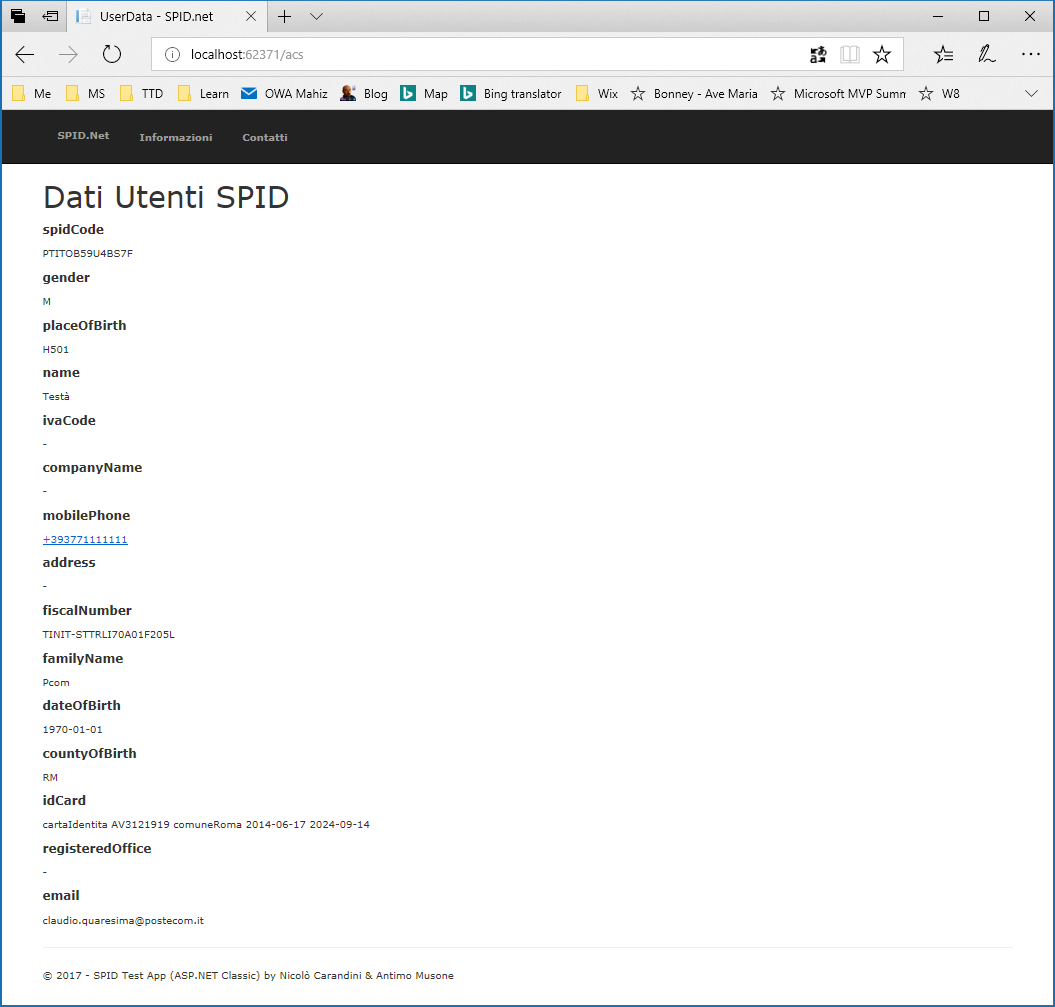 UserData - SPID.net
localhost:62371/acs
Me MS TTD Learn OWA Mahiz Blog Map Bing translator Wix Bonney - Ave Maria Microsoft MVP Summ W8
SPID.Net Informazioni Contatti
Dati Utenti SPID
spidCode
PTITOB59U4BS7F
gender
M
placeOfBirth
H501
name
Testà
ivaCode
-
companyName
-
mobilePhone
+393771111111
address
-
fiscalNumber
TINIT-STTRLI70A01F205L
familyName
Pcom
dateOfBirth
1970-01-01
countyOfBirth
RM
idCard
cartaIdentita AV3121919 comuneRoma 2014-06-17 2024-09-14
registeredOffice
-
email
claudio.quaresima@postecom.it
© 2017 - SPID Test App (ASP.NET Classic) by Nicolò Carandini & Antimo Musone